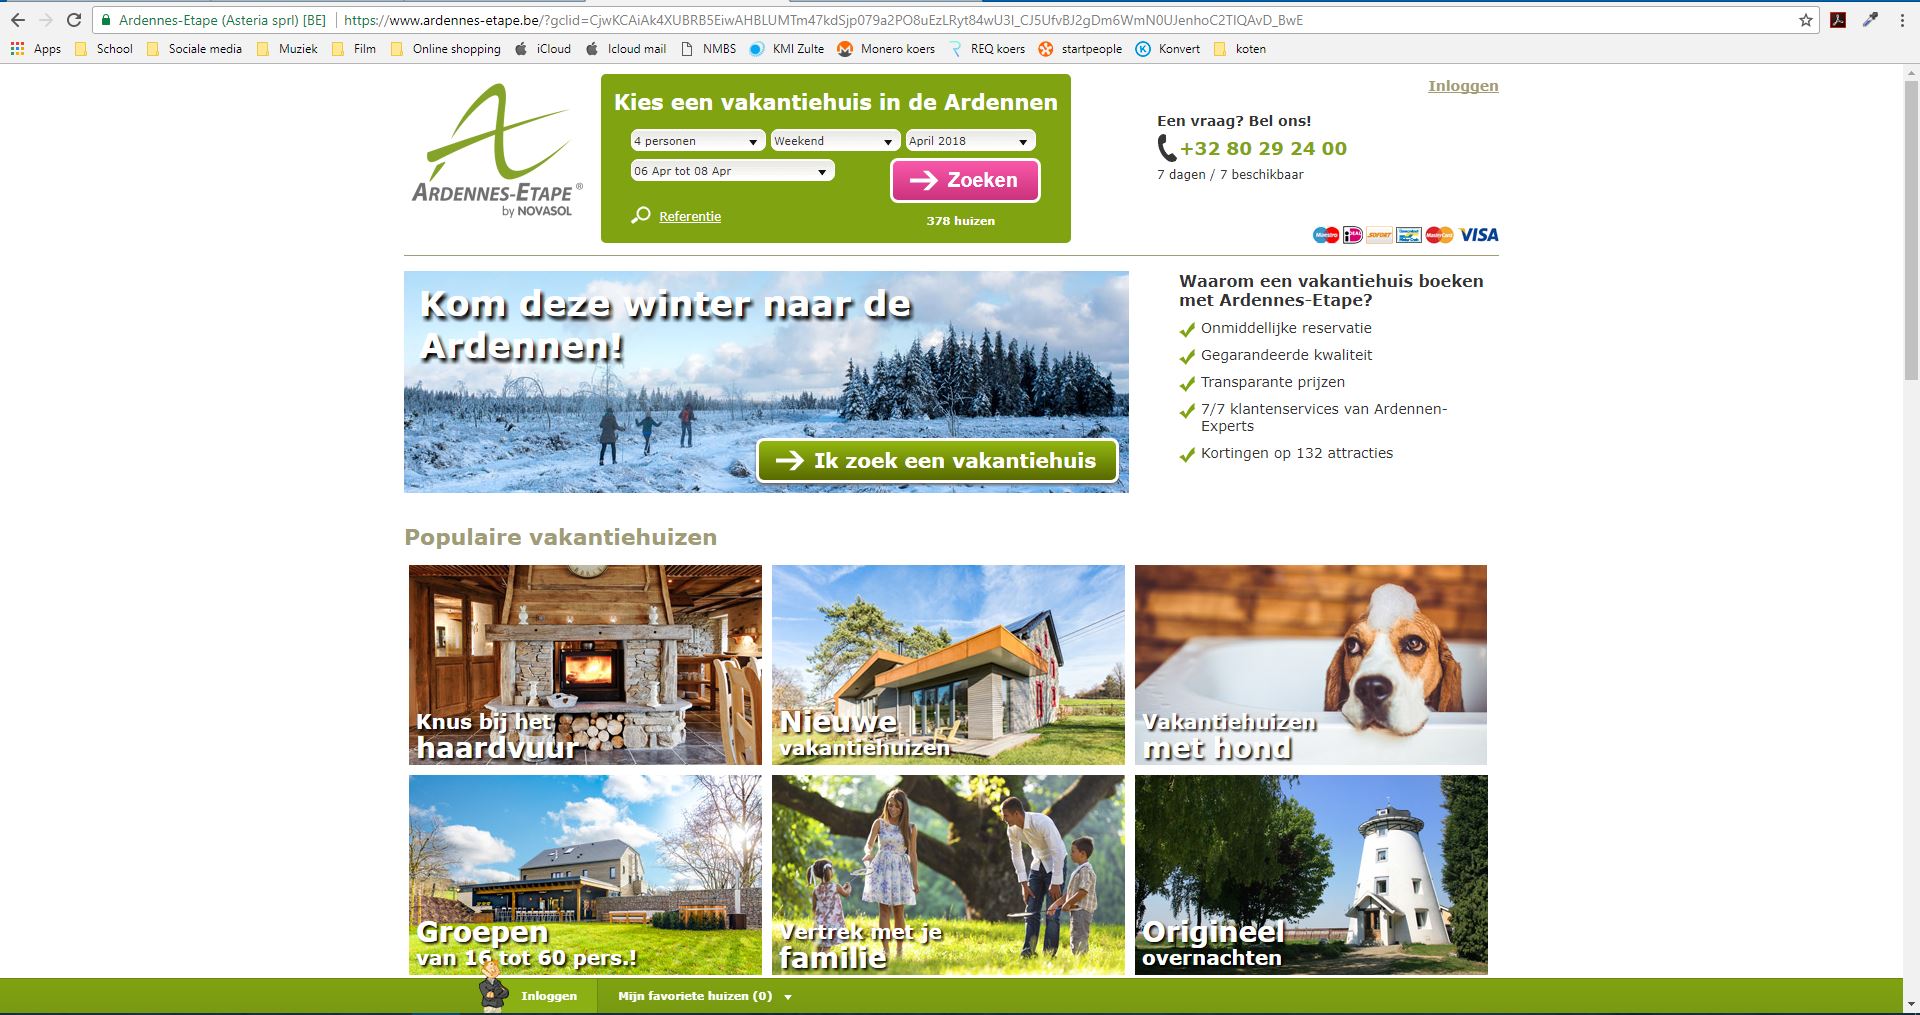 Ardennes-Etape (Asteria sprl) [BE]
https://www.ardennes-etape.be/?gclid=CjwKCAiAk4XUBRB5EiwAHBLUMTm47kdSjp079a2PO8uEzLRyt84wU3I_CJ5UfvBJ2gDm6WmN0UJenhoC2TIQAvD_BwE
Apps School Sociale media Muziek Film Online shopping iCloud Icloud mail NMBS KMI Zulte Monero koers REQ koers startpeople Konvert koten
ARDENNES-ETAPE ®
by NOVASOL
Kies een vakantiehuis in de Ardennen
4 personen Weekend April 2018
06 Apr tot 08 Apr
Zoeken
Referentie
378 huizen
Inloggen
Een vraag? Bel ons!
+32 80 29 24 00
7 dagen / 7 beschikbaar
Maestro iDEAL SOFORT MasterCard VISA
Kom deze winter naar de
Ardennen!
Ik zoek een vakantiehuis
Waarom een vakantiehuis boeken
met Ardennes-Etape?
Onmiddellijke reservatie
Gegarandeerde kwaliteit
Transparante prijzen
7/7 klantenservices van Ardennen-
Experts
Kortingen op 132 attracties
Populaire vakantiehuizen
Knus bij het
haardvuur
Nieuwe
vakantiehuizen
Vakantiehuizen
met hond
Groepen
van 16 tot 60 pers.!
Vertrek met je
familie
Origineel
overnachten
Inloggen
Mijn favoriete huizen (0)